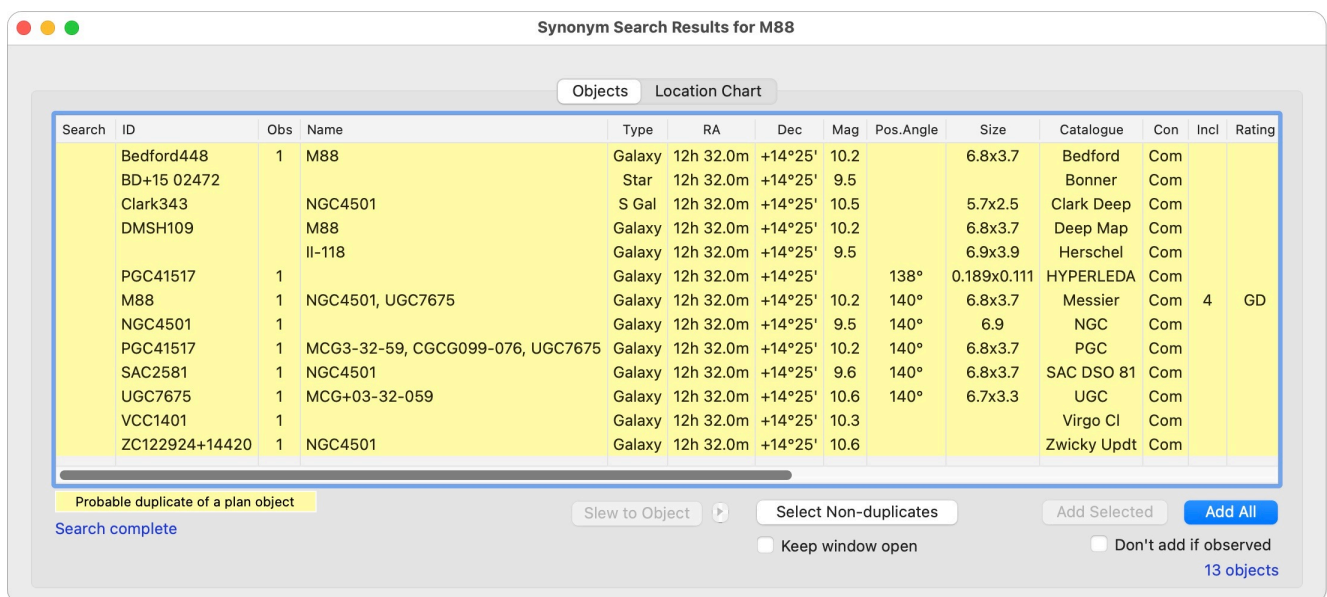 Synonym Search Results for M88
Objects Location Chart
Search ID Obs Name Type RA Dec Mag Pos.Angle Size Catalogue Con Incl Rating
Bedford448 1 M88 Galaxy 12h 32.0m +14°25' 10.2 6.8x3.7 Bedford Com
BD+15 02472 Star 12h 32.0m +14°25' 9.5 Bonner Com
Clark343 NGC4501 S Gal 12h 32.0m +14°25' 10.5 5.7x2.5 Clark Deep Com
DMSH109 M88 Galaxy 12h 32.0m +14°25' 10.2 6.8x3.7 Deep Map Com
II-118 Galaxy 12h 32.0m +14°25' 9.5 6.9x3.9 Herschel Com
PGC41517 1 Galaxy 12h 32.0m +14°25' 138° 0.189x0.111 HYPERLEDA Com
M88 1 NGC4501, UGC7675 Galaxy 12h 32.0m +14°25' 10.2 140° 6.8x3.7 Messier Com 4 GD
NGC4501 1 Galaxy 12h 32.0m +14°25' 9.5 140° 6.9 NGC Com
PGC41517 1 MCG3-32-59, CGCG099-076, UGC7675 Galaxy 12h 32.0m +14°25' 10.2 140° 6.8x3.7 PGC Com
SAC2581 1 NGC4501 Galaxy 12h 32.0m +14°25' 9.6 140° 6.8x3.7 SAC DSO 81 Com
UGC7675 1 MCG+03-32-059 Galaxy 12h 32.0m +14°25' 10.6 140° 6.7x3.3 UGC Com
VCC1401 1 Galaxy 12h 32.0m +14°25' 10.3 Virgo Cl Com
ZC122924+14420 1 NGC4501 Galaxy 12h 32.0m +14°25' 10.6 Zwicky Updt Com
Probable duplicate of a plan object
Slew to Object Select Non-duplicates Add Selected Add All
Search complete
Keep window open Don't add if observed
13 objects